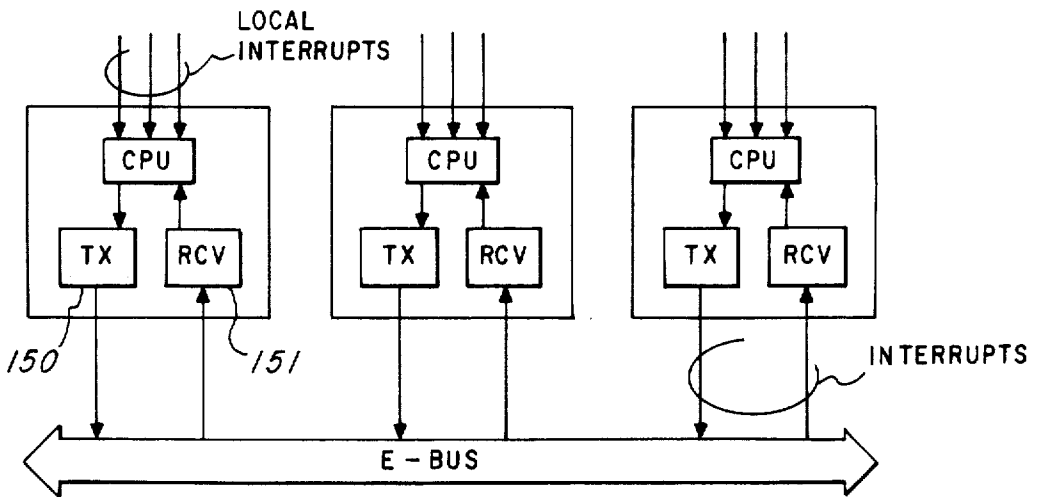 LOCAL
INTERRUPTS
CPU
CPU
CPU
TX
RCV
TX
RCV
TX
RCV
150
151
INTERRUPTS
E-BUS